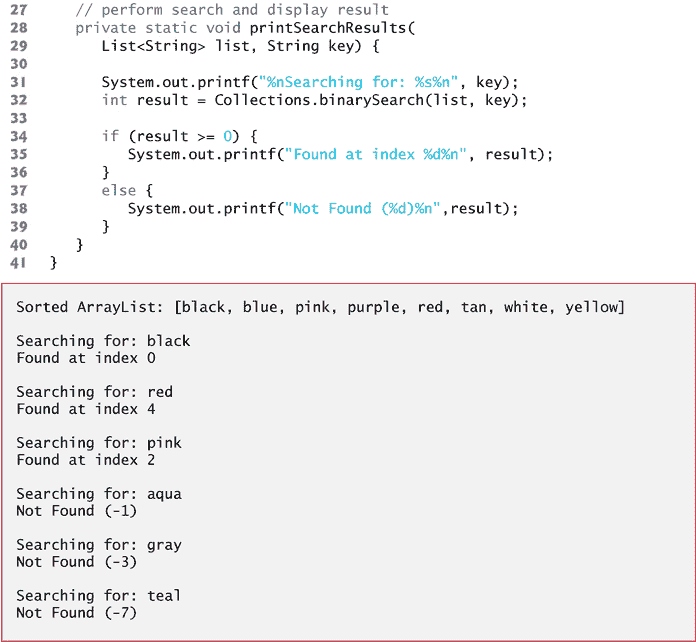 27 // perform search and display result
28 private static void printSearchResults(
29 List<String> list, String key) {
30
31 System.out.printf("%nSearching for: %s%n", key);
32 int result = Collections.binarySearch(list, key);
33
34 if (result >= 0) {
35 System.out.printf("Found at index %d%n", result);
36 }
37 else {
38 System.out.printf("Not Found (%d)%n",result);
39 }
40 }
41 }
Sorted ArrayList: [black, blue, pink, purple, red, tan, white, yellow]
Searching for: black
Found at index 0
Searching for: red
Found at index 4
Searching for: pink
Found at index 2
Searching for: aqua
Not Found (-1)
Searching for: gray
Not Found (-3)
Searching for: teal
Not Found (-7)